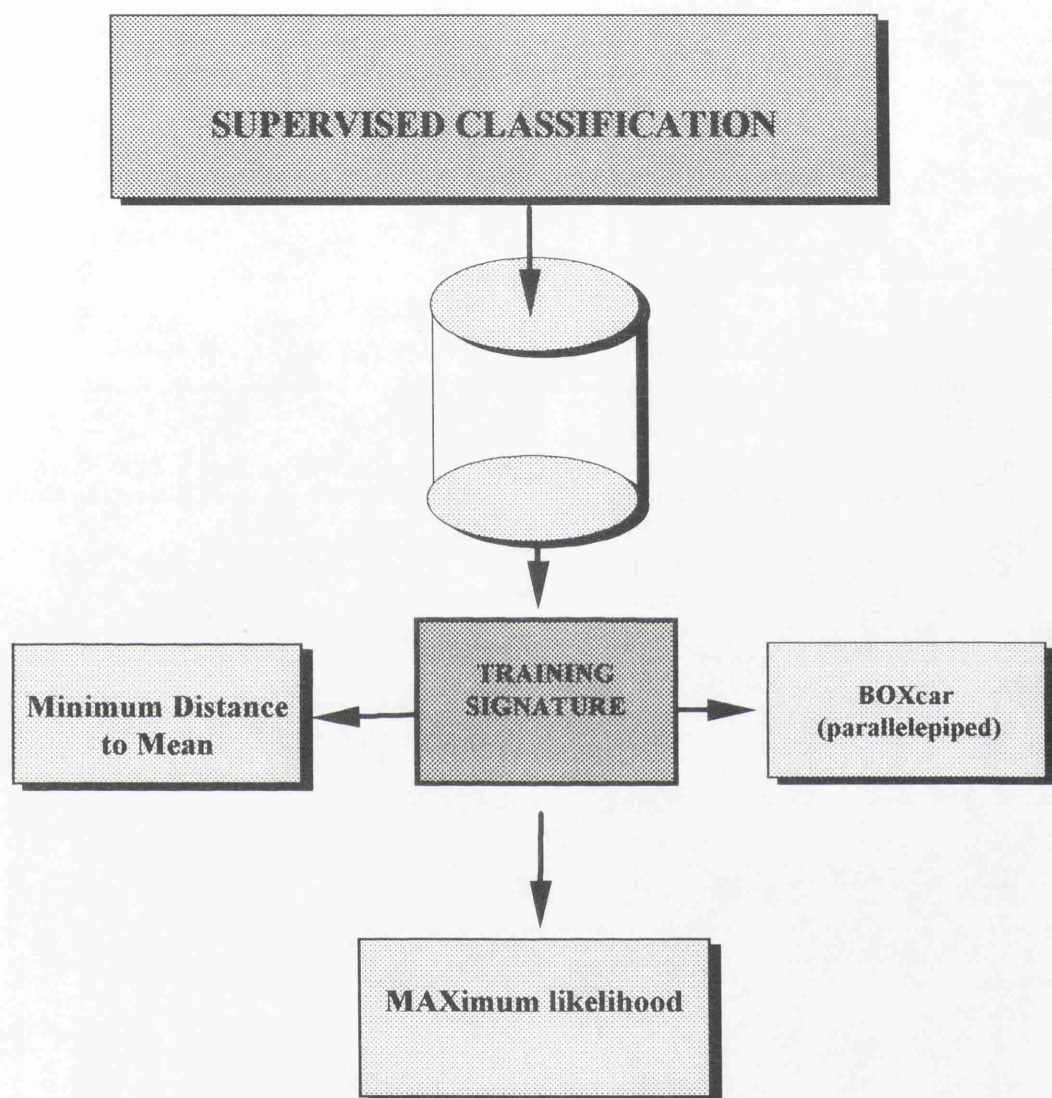 SUPERVISED CLASSIFICATION
TRAINING
SIGNATURE
Minimum Distance
to Mean
BOXcar
(parallelepiped)
MAXimum likelihood